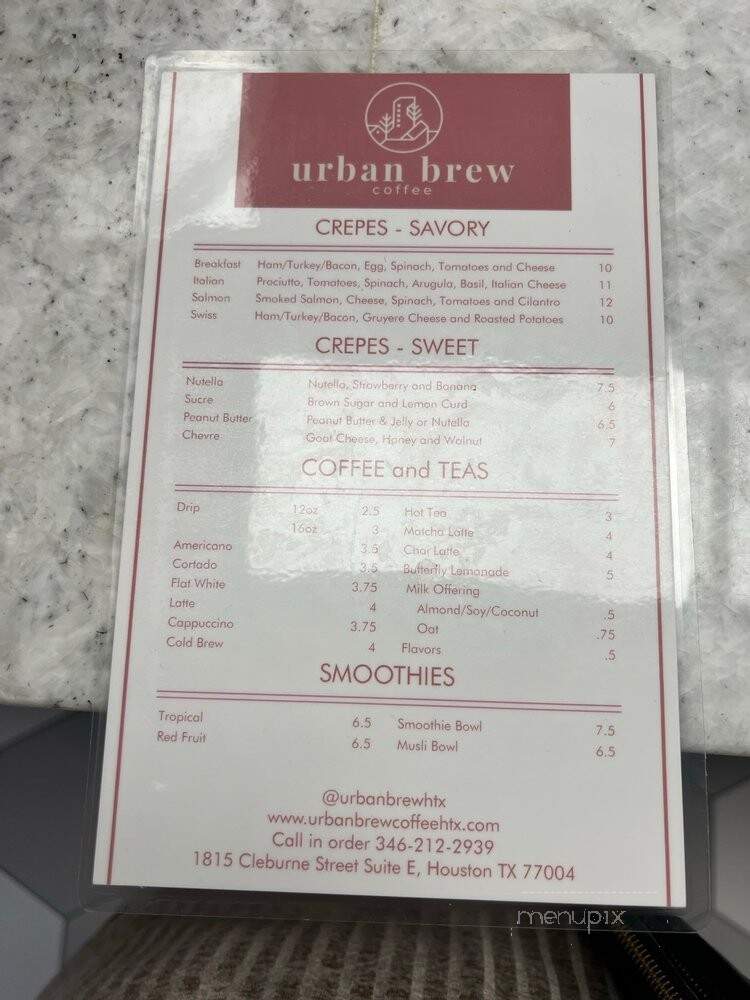 urban brew
coffee
CREPES - SAVORY
Breakfast Ham/Turkey/Bacon, Egg, Spinach, Tomatoes and Cheese 10
Italian Prociutto, Tomatoes, Spinach, Arugula, Basil, Italian Cheese 11
Salmon Smoked Salmon, Cheese, Spinach, Tomatoes and Cilantro 12
Swiss Ham/Turkey/Bacon, Gruyere Cheese and Roasted Potatoes 10
CREPES - SWEET
Nutella Nutella, Strawberry and Banana 7.5
Sucre Brown Sugar and Lemon Curd 6
Peanut Butter Peanut Butter & Jelly or Nutella 6.5
Chevre Goat Cheese, Honey and Walnut 7
COFFEE and TEAS
Drip 12oz 2.5 Hot Tea 3
16oz 3 Matcha Latte 4
Americano 3.5 Chai Latte 4
Cortado 3.5 Butterfly Lemonade 5
Flat White 3.75 Milk Offering
Latte 4 Almond/Soy/Coconut .5
Cappuccino 3.75 Oat .75
Cold Brew 4 Flavors .5
SMOOTHIES
Tropical 6.5 Smoothie Bowl 7.5
Red Fruit 6.5 Musli Bowl 6.5
@urbanbrewhtx
www.urbanbrewcoffeehtx.com
Call in order 346-212-2939
1815 Cleburne Street Suite E, Houston TX 77004
menupix